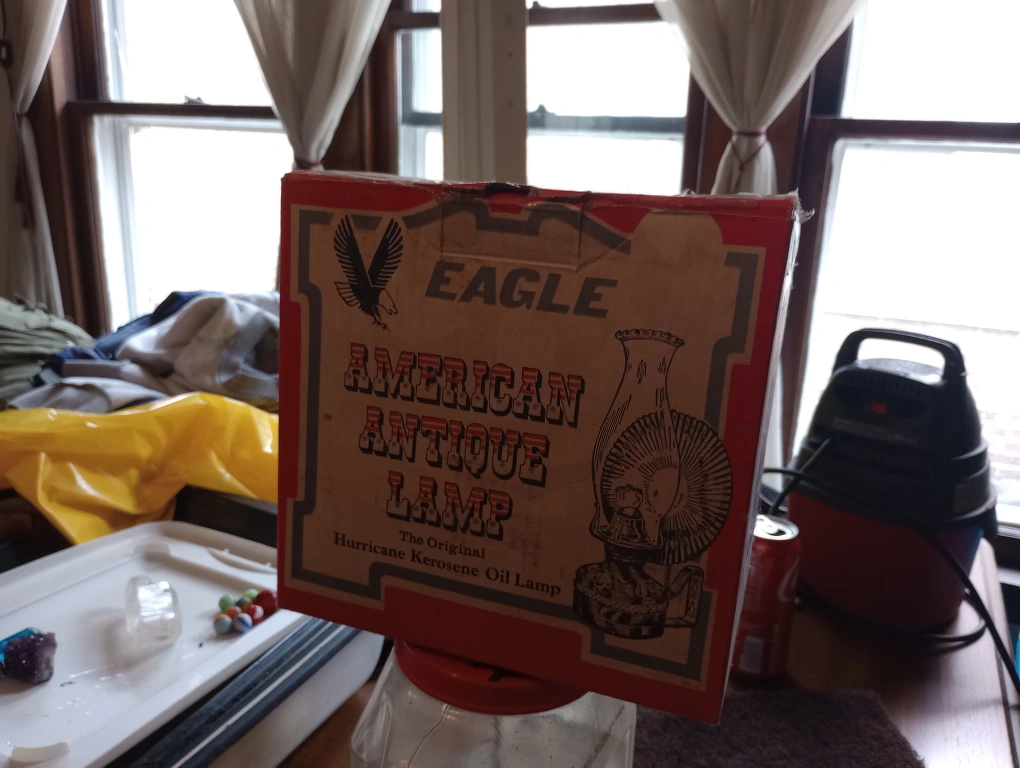 EAGLE
AMERICAN
ANTIQUE
LAMP
The Original
Hurricane Kerosene Oil Lamp